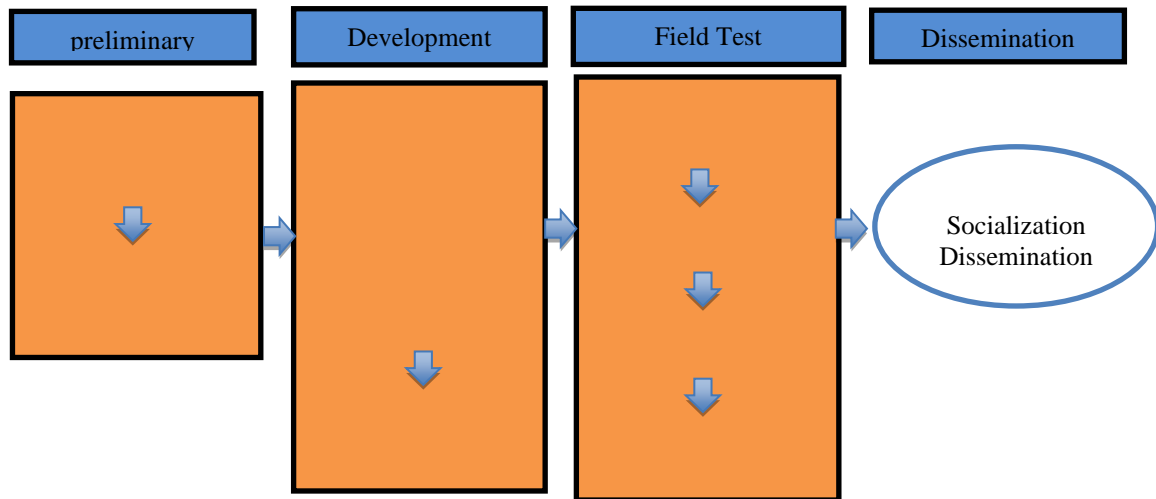 preliminary
Development
Field Test
Dissemination
Socialization
Dissemination